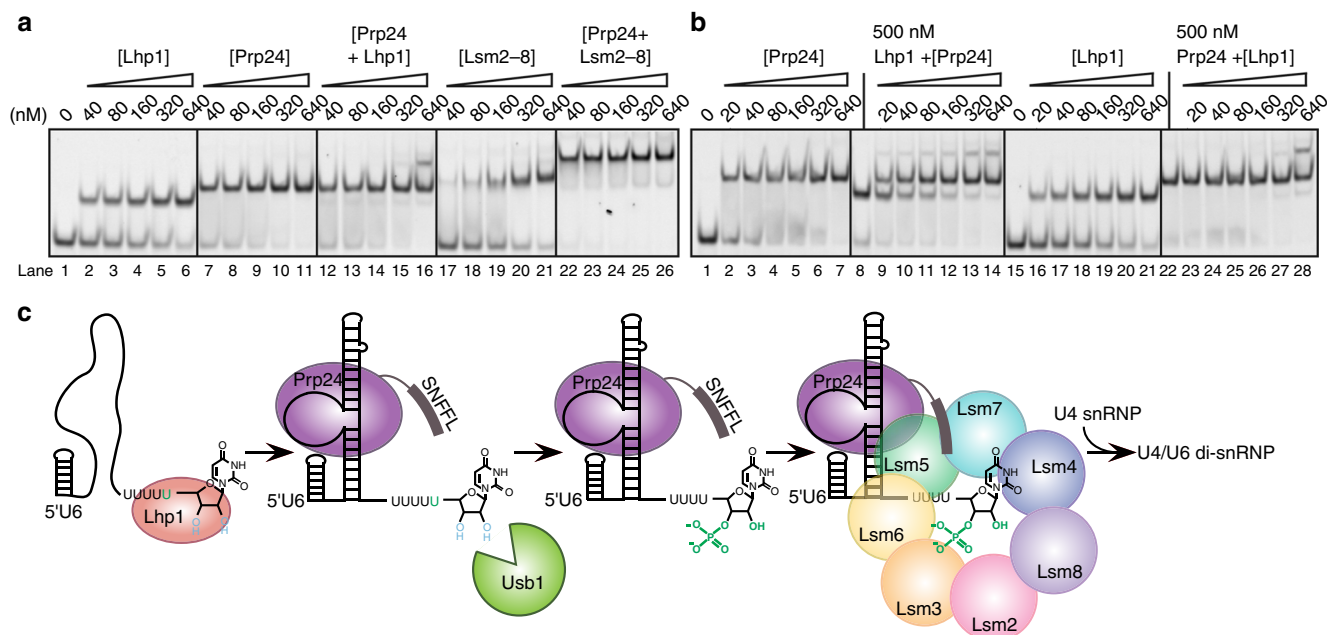 a
[Lhp1] [Prp24] [Prp24 + Lhp1] [Lsm2–8] [Prp24+ Lsm2–8]
(nM) 0 40 80 160 320 640 40 80 160 320 640 40 80 160 320 640 40 80 160 320 640 40 80 160 320 640
Lane 1 2 3 4 5 6 7 8 9 10 11 12 13 14 15 16 17 18 19 20 21 22 23 24 25 26
b
[Prp24] 500 nM Lhp1 +[Prp24] [Lhp1] 500 nM Prp24 +[Lhp1]
0 20 40 80 160 320 640 0 20 40 80 160 320 640 0 20 40 80 160 320 640 0 20 40 80 160 320 640
1 2 3 4 5 6 7 8 9 10 11 12 13 14 15 16 17 18 19 20 21 22 23 24 25 26 27 28
c
5'U6
UUUUU
Lhp1
O
NH
N
O
O
O
H
O
H
Prp24
SNFFL
5'U6
UUUUU
O
NH
N
O
O
O
H
O
H
Usb1
Prp24
SNFFL
5'U6
UUUU
O
NH
N
O
O
O
OH
-O
P
-O
O
Prp24
5'U6
UUUU
O
NH
N
O
O
O
OH
-O
P
-O
O
Lsm7
Lsm5
Lsm4
Lsm6
Lsm8
Lsm3
Lsm2
U4 snRNP
U4/U6 di-snRNP